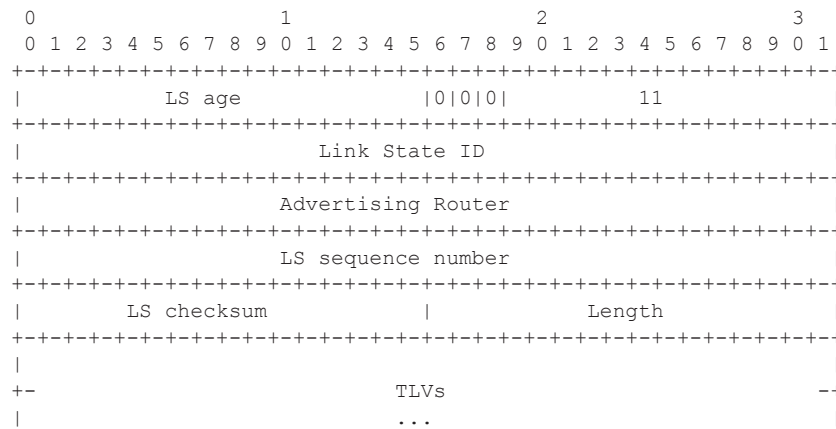 0                   1                   2                   3
0 1 2 3 4 5 6 7 8 9 0 1 2 3 4 5 6 7 8 9 0 1 2 3 4 5 6 7 8 9 0 1
+-+-+-+-+-+-+-+-+-+-+-+-+-+-+-+-+-+-+-+-+-+-+-+-+-+-+-+-+-+-+-+--
|           LS age              |0|0|0|          11             |
+-+-+-+-+-+-+-+-+-+-+-+-+-+-+-+-+-+-+-+-+-+-+-+-+-+-+-+-+-+-+-+--
|                       Link State ID                           |
+-+-+-+-+-+-+-+-+-+-+-+-+-+-+-+-+-+-+-+-+-+-+-+-+-+-+-+-+-+-+-+--
|                    Advertising Router                         |
+-+-+-+-+-+-+-+-+-+-+-+-+-+-+-+-+-+-+-+-+-+-+-+-+-+-+-+-+-+-+-+--
|                    LS sequence number                         |
+-+-+-+-+-+-+-+-+-+-+-+-+-+-+-+-+-+-+-+-+-+-+-+-+-+-+-+-+-+-+-+--
|        LS checksum            |            Length             |
+-+-+-+-+-+-+-+-+-+-+-+-+-+-+-+-+-+-+-+-+-+-+-+-+-+-+-+-+-+-+-+--
|                                                               |
+-                            TLVs                             --
|                             ...                               |